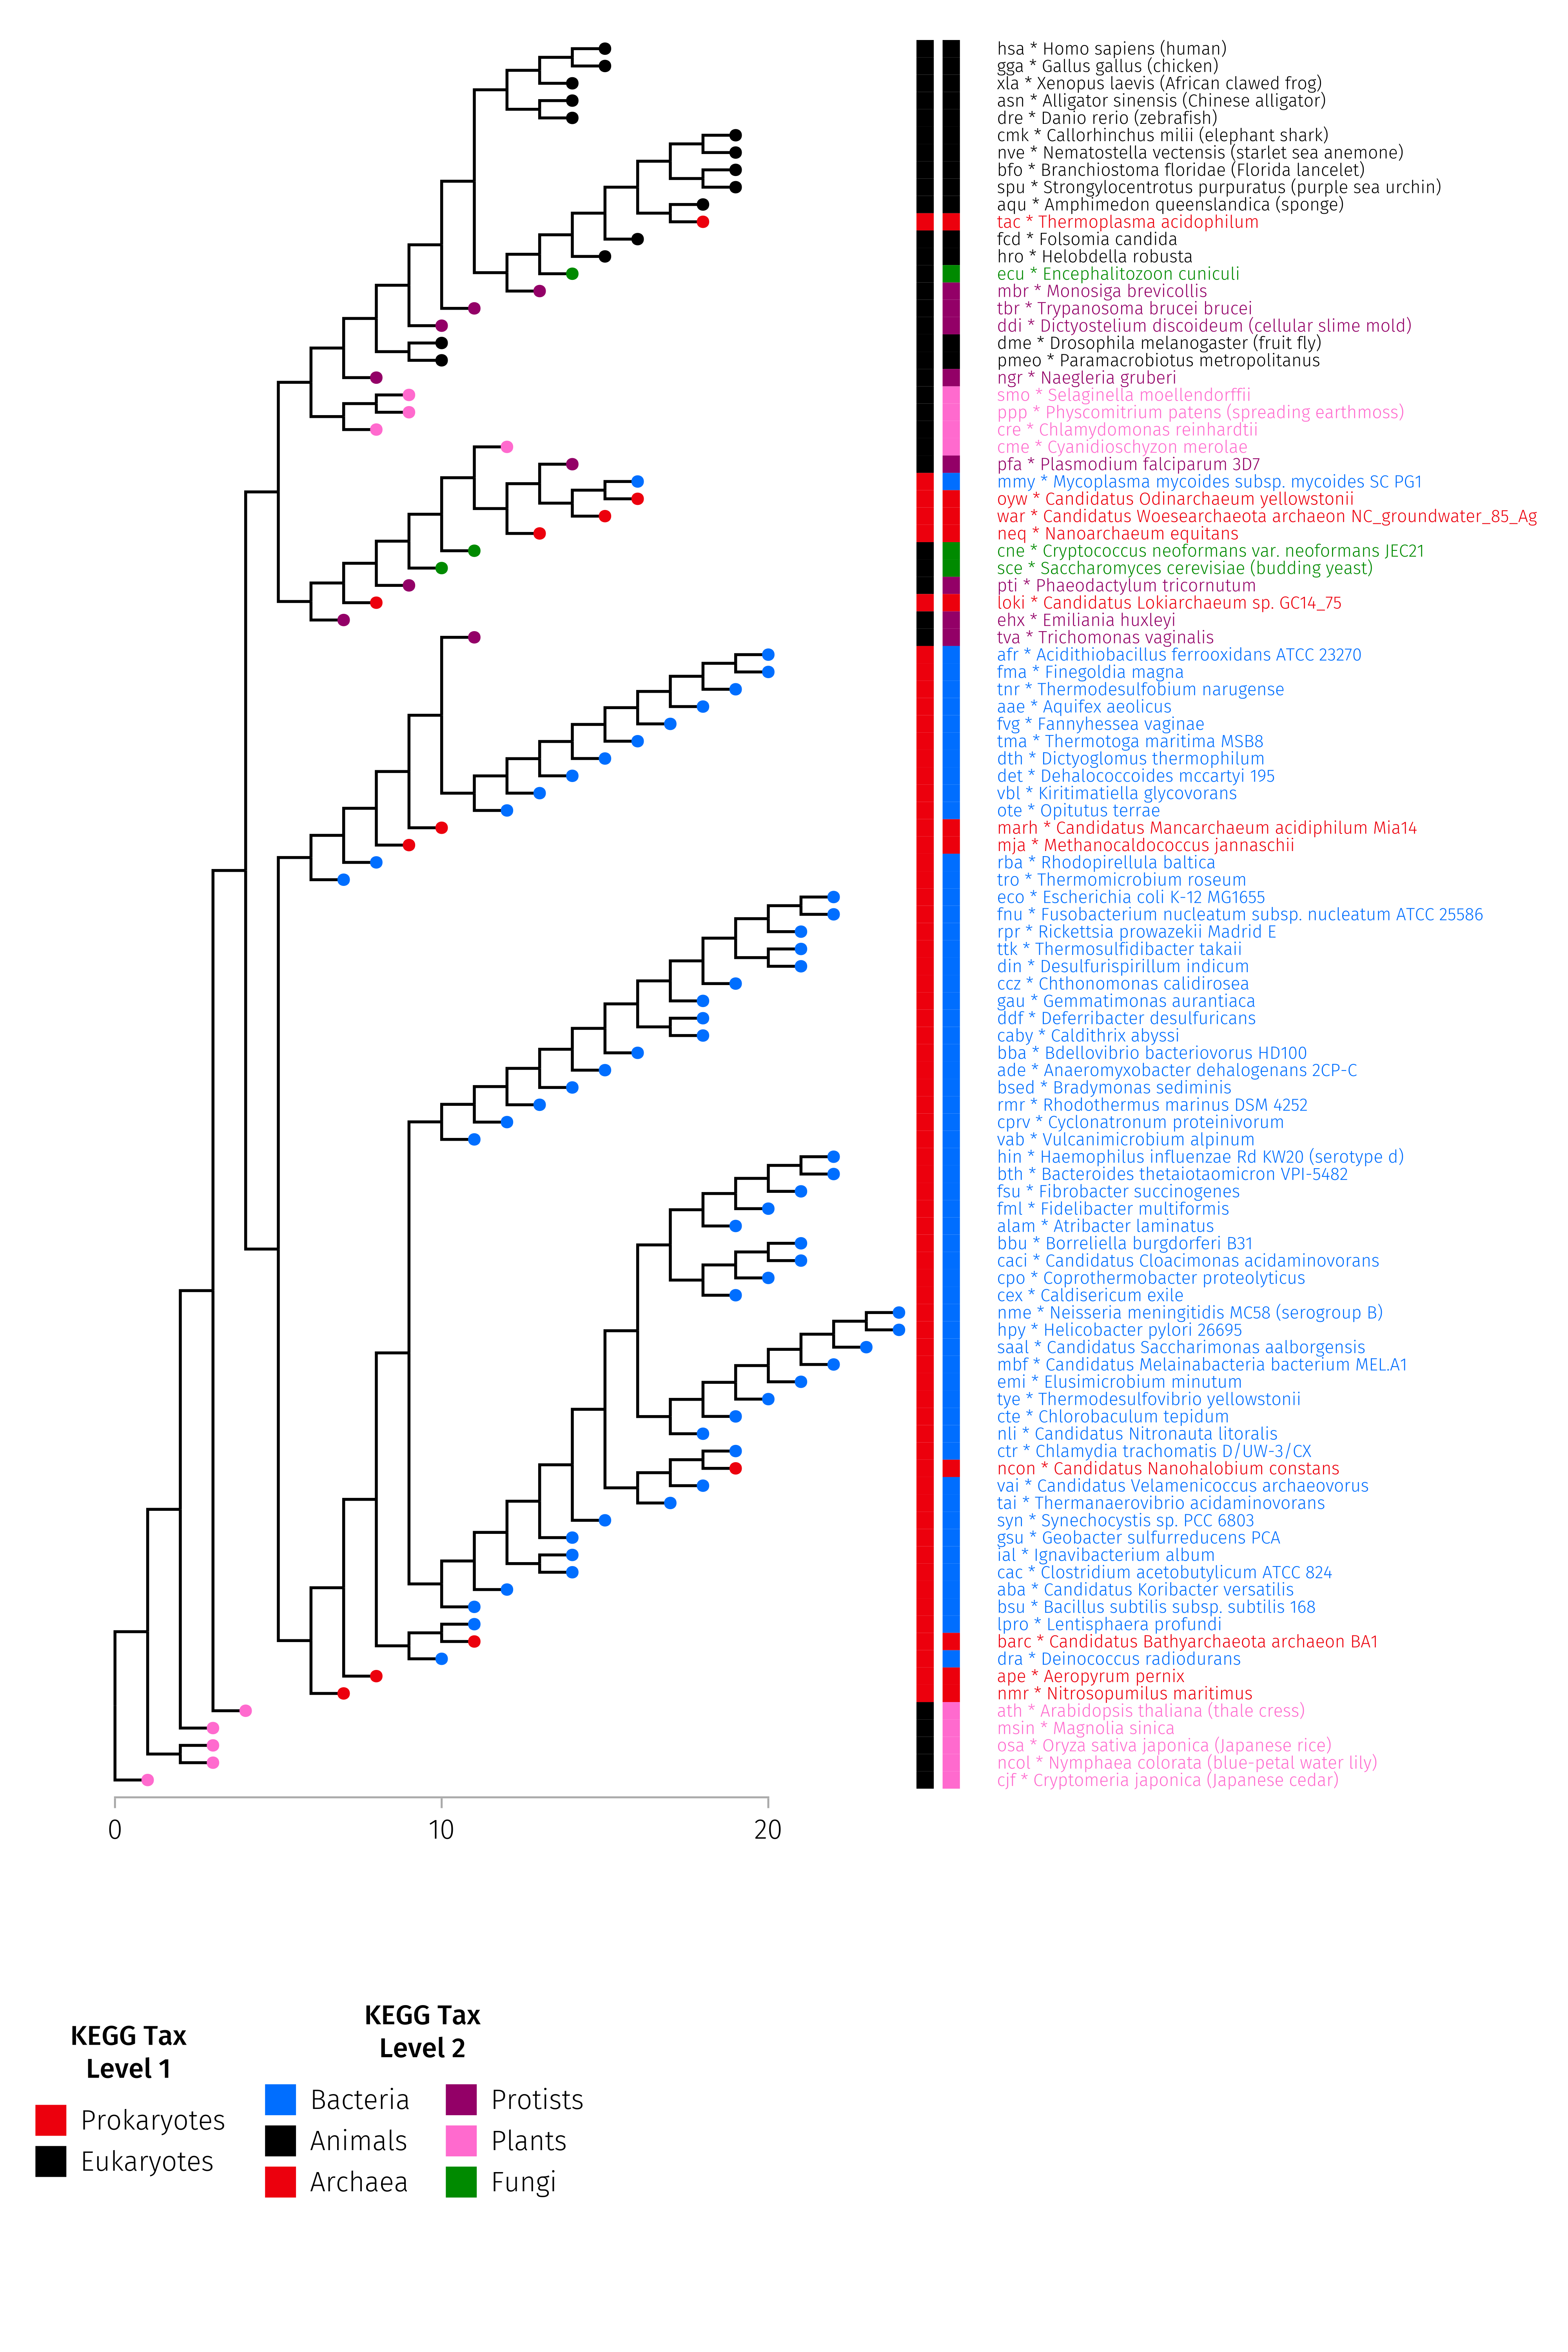 hsa * Homo sapiens (human)
gga * Gallus gallus (chicken)
xla * Xenopus laevis (African clawed frog)
asn * Alligator sinensis (Chinese alligator)
dre * Danio rerio (zebrafish)
cmk * Callorhinchus milii (elephant shark)
nve * Nematostella vectensis (starlet sea anemone)
bfo * Branchiostoma floridae (Florida lancelet)
spu * Strongylocentrotus purpuratus (purple sea urchin)
aqu * Amphimedon queenslandica (sponge)
tac * Thermoplasma acidophilum
fcd * Folsomia candida
hro * Helobdella robusta
ecu * Encephalitozoon cuniculi
mbr * Monosiga brevicollis
tbr * Trypanosoma brucei brucei
ddi * Dictyostelium discoideum (cellular slime mold)
dme * Drosophila melanogaster (fruit fly)
pmeo * Paramacrobiotus metropolitanus
ngr * Naegleria gruberi
smo * Selaginella moellendorffii
ppp * Physcomitrium patens (spreading earthmoss)
cre * Chlamydomonas reinhardtii
cme * Cyanidioschyzon merolae
pfa * Plasmodium falciparum 3D7
mmy * Mycoplasma mycoides subsp. mycoides SC PG1
oyw * Candidatus Odinarchaeum yellowstonii
war * Candidatus Woesearchaeota archaeon NC_groundwater_85_Ag
neq * Nanoarchaeum equitans
cne * Cryptococcus neoformans var. neoformans JEC21
sce * Saccharomyces cerevisiae (budding yeast)
pti * Phaeodactylum tricornutum
loki * Candidatus Lokiarchaeum sp. GC14_75
ehx * Emiliania huxleyi
tva * Trichomonas vaginalis
afr * Acidithiobacillus ferrooxidans ATCC 23270
fma * Finegoldia magna
tnr * Thermodesulfobium narugense
aae * Aquifex aeolicus
fvg * Fannyhessea vaginae
tma * Thermotoga maritima MSB8
dth * Dictyoglomus thermophilum
det * Dehalococcoides mccartyi 195
vbl * Kiritimatiella glycovorans
ote * Opitutus terrae
marh * Candidatus Mancarchaeum acidiphilum Mia14
mja * Methanocaldococcus jannaschii
rba * Rhodopirellula baltica
tro * Thermomicrobium roseum
eco * Escherichia coli K-12 MG1655
fnu * Fusobacterium nucleatum subsp. nucleatum ATCC 25586
rpr * Rickettsia prowazekii Madrid E
ttk * Thermosulfidibacter takaii
din * Desulfurispirillum indicum
ccz * Chthonomonas calidirosea
gau * Gemmatimonas aurantiaca
ddf * Deferribacter desulfuricans
caby * Caldithrix abyssi
bba * Bdellovibrio bacteriovorus HD100
ade * Anaeromyxobacter dehalogenans 2CP-C
bsed * Bradymonas sediminis
rmr * Rhodothermus marinus DSM 4252
cprv * Cyclonatronum proteinivorum
vab * Vulcanimicrobium alpinum
hin * Haemophilus influenzae Rd KW20 (serotype d)
bth * Bacteroides thetaiotaomicron VPI-5482
fsu * Fibrobacter succinogenes
fml * Fidelibacter multiformis
alam * Atribacter laminatus
bbu * Borreliella burgdorferi B31
caci * Candidatus Cloacimonas acidaminovorans
cpo * Coprothermobacter proteolyticus
cex * Caldisericum exile
nme * Neisseria meningitidis MC58 (serogroup B)
hpy * Helicobacter pylori 26695
saal * Candidatus Saccharimonas aalborgensis
mbf * Candidatus Melainabacteria bacterium MEL.A1
emi * Elusimicrobium minutum
tye * Thermodesulfovibrio yellowstonii
cte * Chlorobaculum tepidum
nli * Candidatus Nitronauta litoralis
ctr * Chlamydia trachomatis D/UW-3/CX
ncon * Candidatus Nanohalobium constans
vai * Candidatus Velamenicoccus archaeovorus
tai * Thermanaerovibrio acidaminovorans
syn * Synechocystis sp. PCC 6803
gsu * Geobacter sulfurreducens PCA
ial * Ignavibacterium album
cac * Clostridium acetobutylicum ATCC 824
aba * Candidatus Koribacter versatilis
bsu * Bacillus subtilis subsp. subtilis 168
lpro * Lentisphaera profundi
barc * Candidatus Bathyarchaeota archaeon BA1
dra * Deinococcus radiodurans
ape * Aeropyrum pernix
nmr * Nitrosopumilus maritimus
ath * Arabidopsis thaliana (thale cress)
msin * Magnolia sinica
osa * Oryza sativa japonica (Japanese rice)
ncol * Nymphaea colorata (blue-petal water lily)
cjf * Cryptomeria japonica (Japanese cedar)
0 10 20
KEGG Tax
Level 1
Prokaryotes
Eukaryotes
KEGG Tax
Level 2
Bacteria
Animals
Archaea
Protists
Plants
Fungi